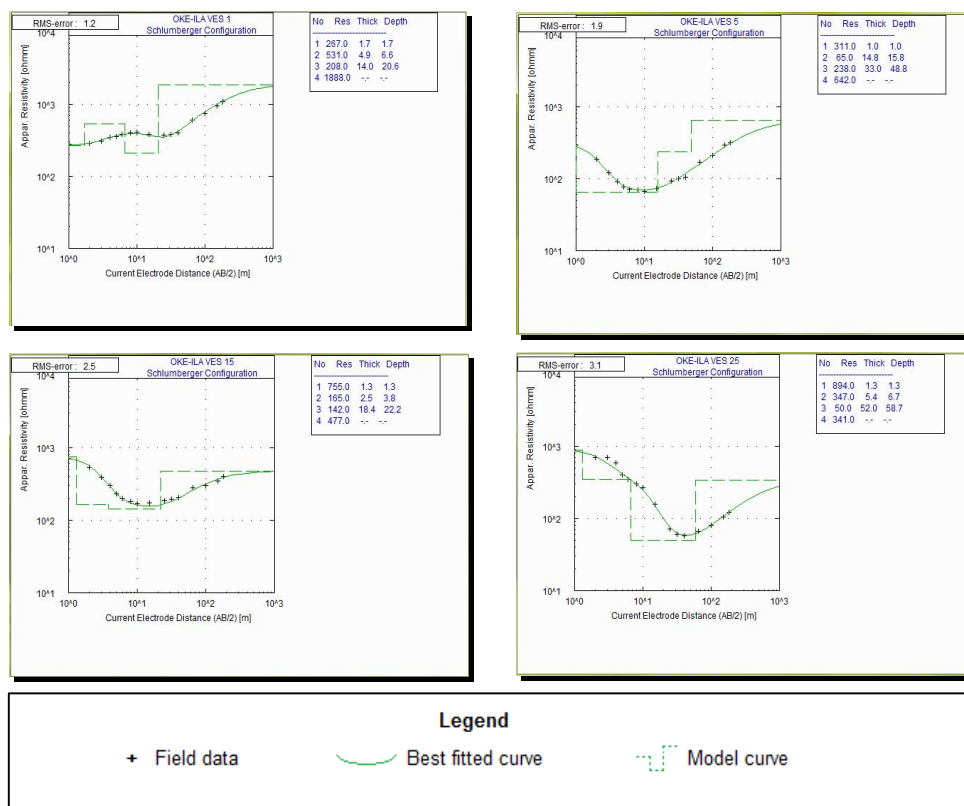 RMS-error : 1.2
OKE-ILA VES 1
Schlumberger Configuration
No Res Thick Depth
1 267.0 1.7 1.7
2 531.0 4.9 6.6
3 208.0 14.0 20.6
4 1888.0 -.- -.-
Appar. Resistivity [ohmm]
10^4
10^3
10^2
10^1
10^0 10^1 10^2 10^3
Current Electrode Distance (AB/2) [m]
RMS-error : 1.9
OKE-ILA VES 5
Schlumberger Configuration
No Res Thick Depth
1 311.0 1.0 1.0
2 65.0 14.8 15.8
3 238.0 33.0 48.8
4 642.0 -.- -.-
Appar. Resistivity [ohmm]
10^4
10^3
10^2
10^1
10^0 10^1 10^2 10^3
Current Electrode Distance (AB/2) [m]
RMS-error : 2.5
OKE-ILA VES 15
Schlumberger Configuration
No Res Thick Depth
1 755.0 1.3 1.3
2 165.0 2.5 3.8
3 142.0 18.4 22.2
4 477.0 -.- -.-
Appar. Resistivity [ohmm]
10^4
10^3
10^2
10^1
10^0 10^1 10^2 10^3
Current Electrode Distance (AB/2) [m]
RMS-error : 3.1
OKE-ILA VES 25
Schlumberger Configuration
No Res Thick Depth
1 894.0 1.3 1.3
2 347.0 5.4 6.7
3 50.0 52.0 58.7
4 341.0 -.- -.-
Appar. Resistivity [ohmm]
10^4
10^3
10^2
10^1
10^0 10^1 10^2 10^3
Current Electrode Distance (AB/2) [m]
Legend
+ Field data
Best fitted curve
Model curve